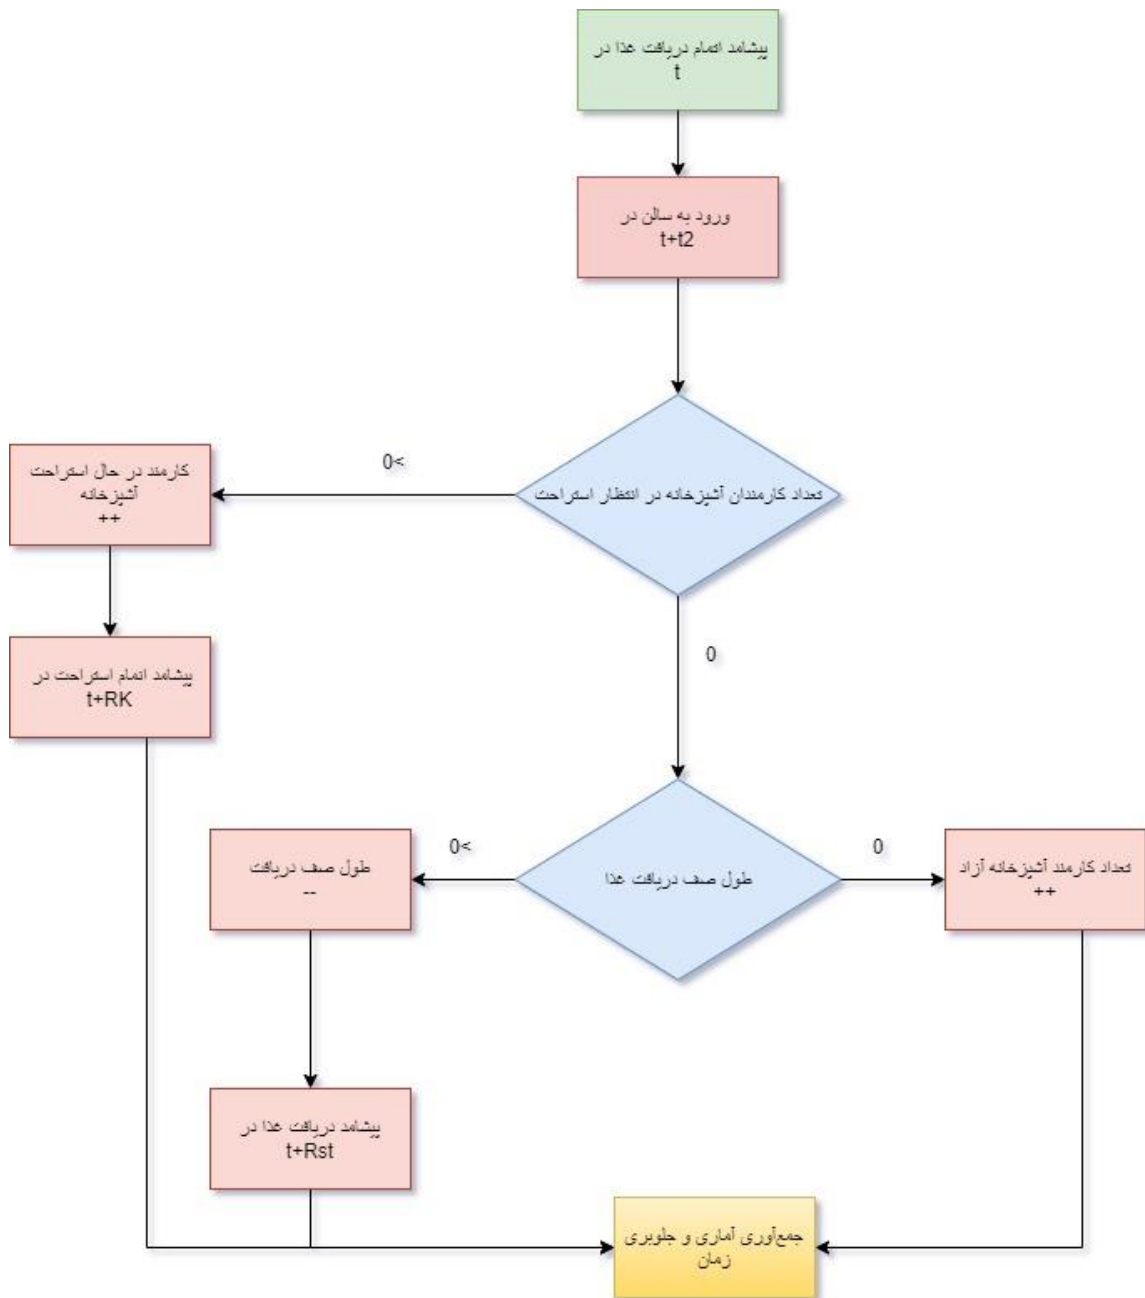 پیشامد اتمام دریافت غذا در
t
ورود به سالن در
t+t2
تعداد کارمندان آشپزخانه در انتظار استراحت
0<
کارمند در حال استراحت
آشپزخانه
++
پیشامد اتمام استراحت در
t+RK
0
طول صف دریافت غذا
0<
طول صف دریافت
--
0
تعداد کارمند آشپزخانه آزاد
++
پیشامد دریافت غذا در
t+Rst
جمع‌آوری آماری و جلوبری
زمان